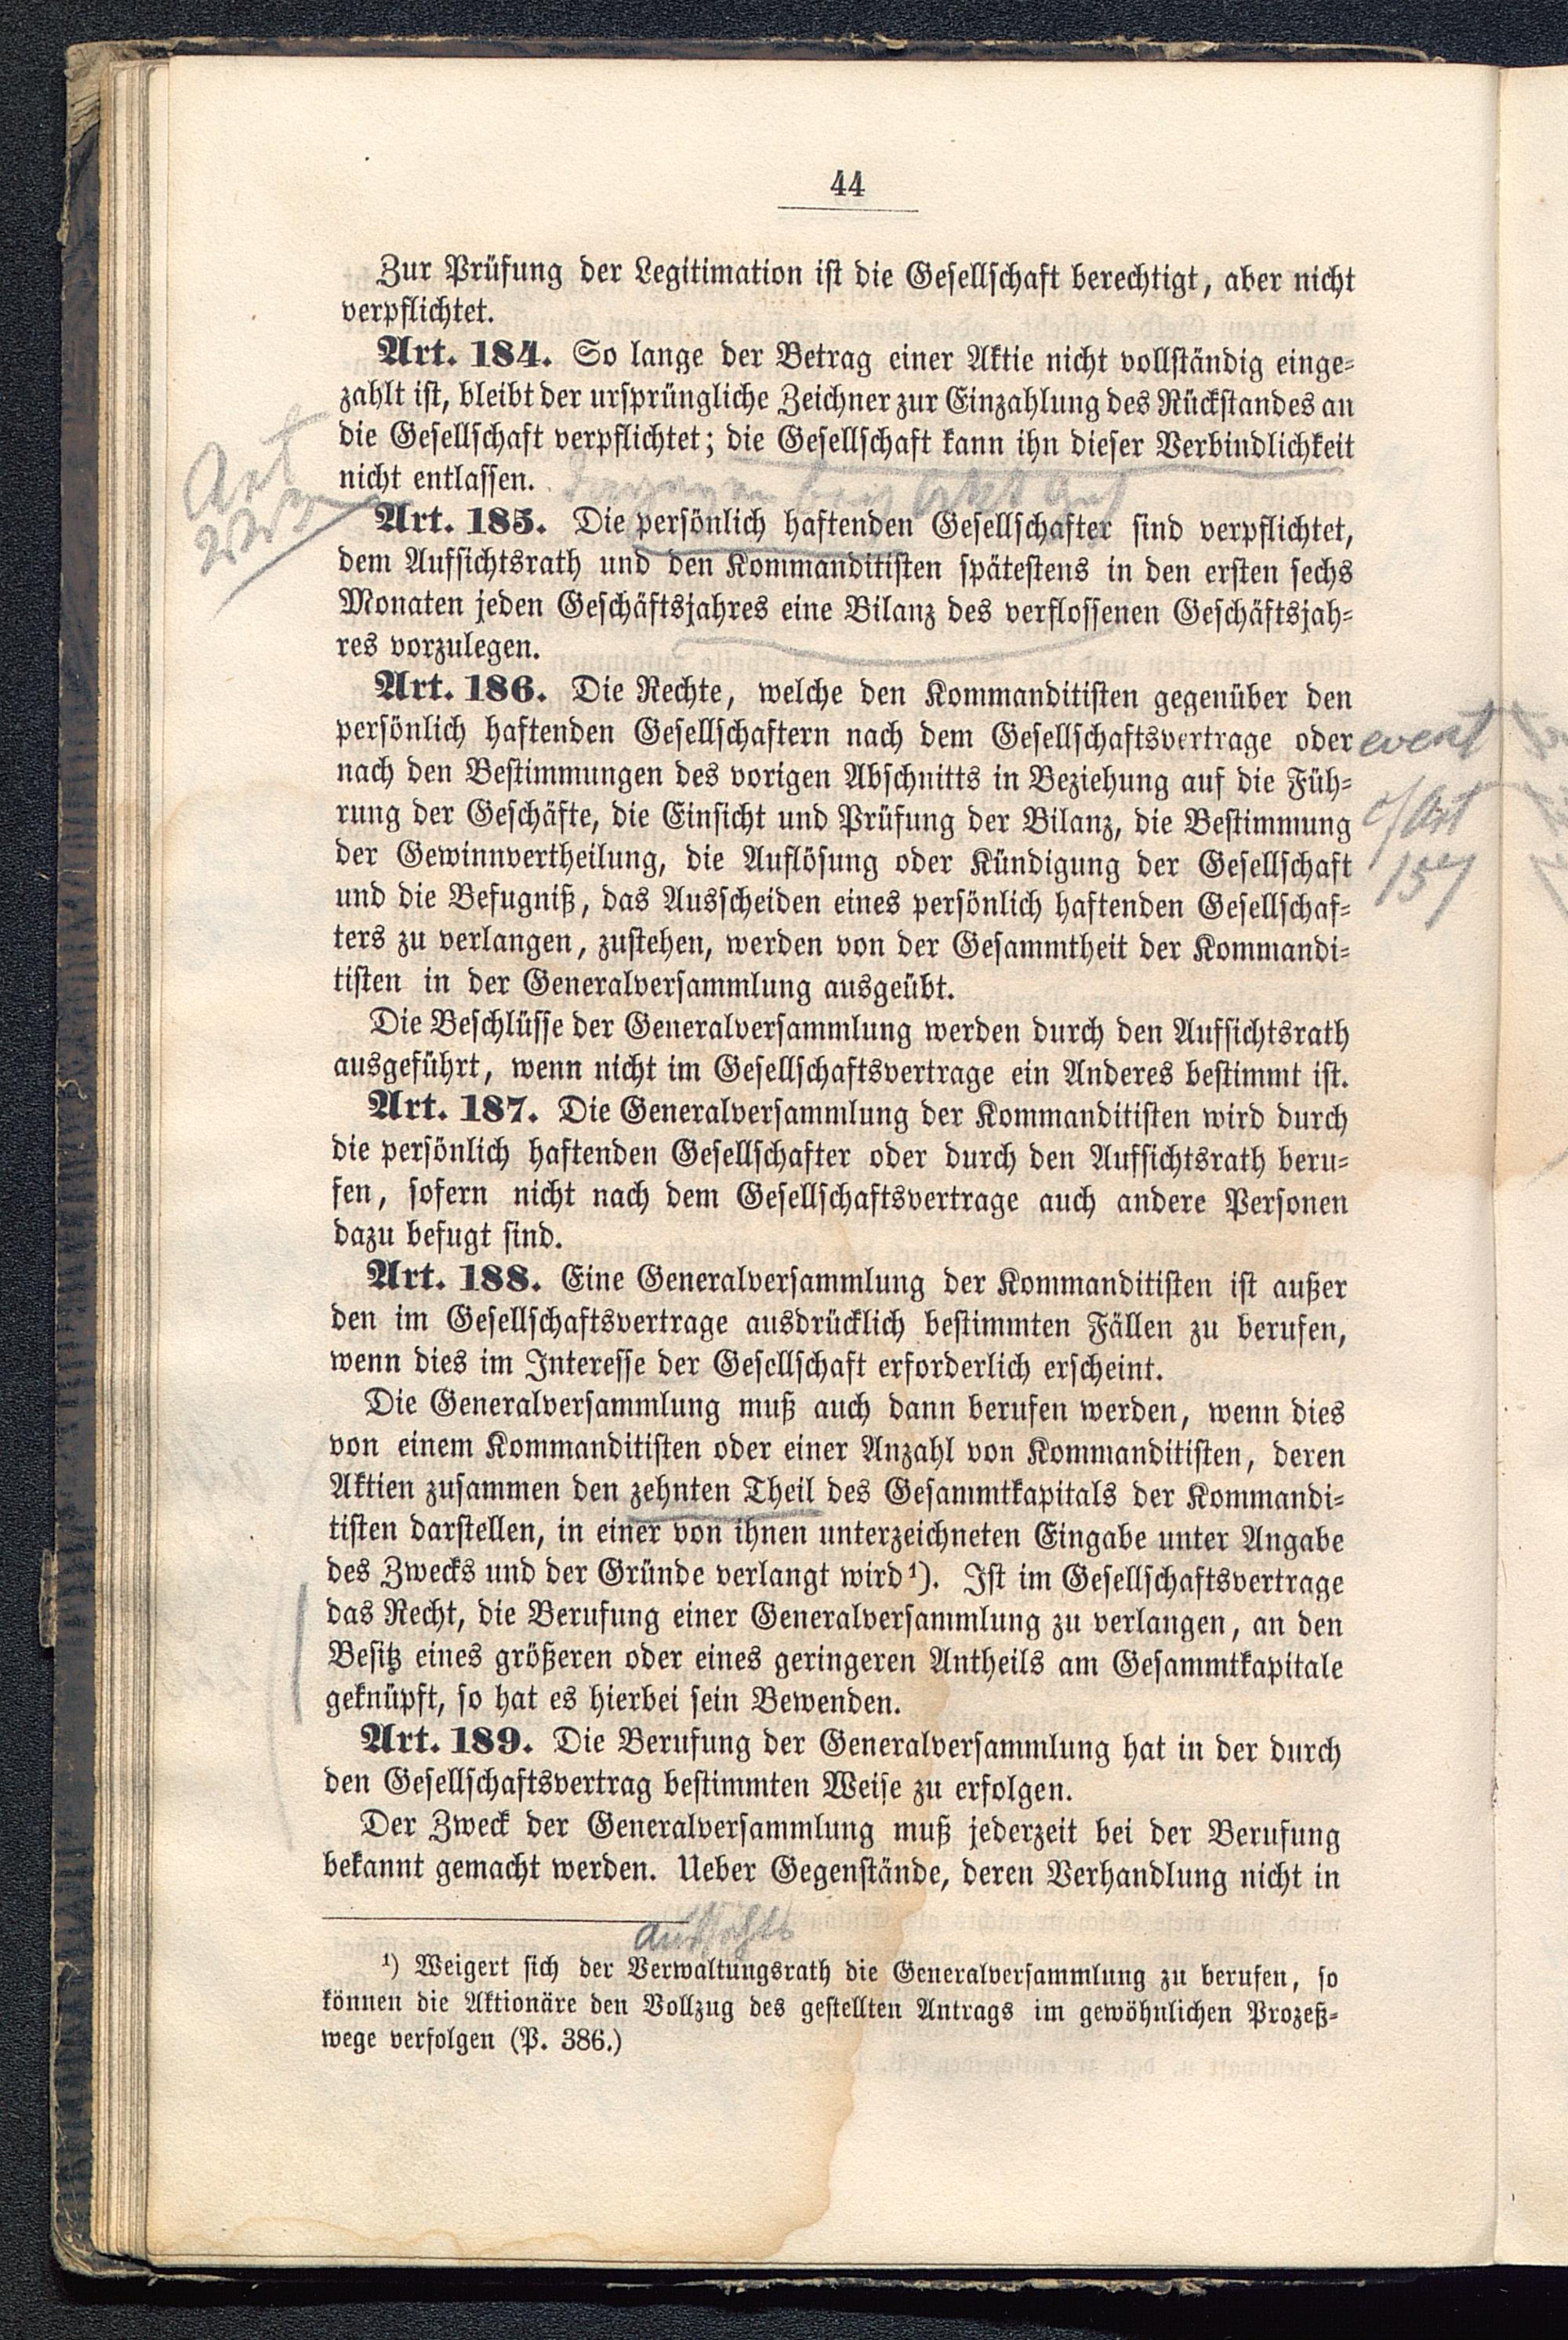 44
Zur Prüfung der Legitimation ist die Gesellschaft berechtigt, aber nicht
verpflichtet.
Art. 184. So lange der Betrag einer Aktie nicht vollständig einge-
zahlt ist, bleibt der ursprüngliche Zeichner zur Einzahlung des Rückstandes an
die Gesellschaft verpflichtet; die Gesellschaft kann ihn dieser Verbindlichkeit
nicht entlassen.
Art
Art. 185. Die persönlich haftenden Gesellschafter sind verpflichtet,
dem Aufsichtsrath und den Kommanditisten spätestens in den ersten sechs
Monaten jeden Geschäftsjahres eine Bilanz des verflossenen Geschäftsjah-
res vorzulegen.
Art. 186. Die Rechte, welche den Kommanditisten gegenüber den
persönlich haftenden Gesellschaftern nach dem Gesellschaftsvertrage oder
nach den Bestimmungen des vorigen Abschnitts in Beziehung auf die Füh-
rung der Geschäfte, die Einsicht und Prüfung der Bilanz, die Bestimmung
der Gewinnvertheilung, die Auflösung oder Kündigung der Gesellschaft
und die Befugniß, das Ausscheiden eines persönlich haftenden Gesellschaf-
ters zu verlangen, zustehen, werden von der Gesammtheit der Kommandi-
tisten in der Generalversammlung ausgeübt.
event
cf Art
157
Die Beschlüsse der Generalversammlung werden durch den Aufsichtsrath
ausgeführt, wenn nicht im Gesellschaftsvertrage ein Anderes bestimmt ist.
Art. 187. Die Generalversammlung der Kommanditisten wird durch
die persönlich haftenden Gesellschafter oder durch den Aufsichtsrath beru-
fen, sofern nicht nach dem Gesellschaftsvertrage auch andere Personen
dazu befugt sind.
Art. 188. Eine Generalversammlung der Kommanditisten ist außer
den im Gesellschaftsvertrage ausdrücklich bestimmten Fällen zu berufen,
wenn dies im Interesse der Gesellschaft erforderlich erscheint.
Die Generalversammlung muß auch dann berufen werden, wenn dies
von einem Kommanditisten oder einer Anzahl von Kommanditisten, deren
Aktien zusammen den zehnten Theil des Gesammtkapitals der Kommandi-
tisten darstellen, in einer von ihnen unterzeichneten Eingabe unter Angabe
des Zwecks und der Gründe verlangt wird¹). Ist im Gesellschaftsvertrage
das Recht, die Berufung einer Generalversammlung zu verlangen, an den
Besitz eines größeren oder eines geringeren Antheils am Gesammtkapitale
geknüpft, so hat es hierbei sein Bewenden.
Art. 189. Die Berufung der Generalversammlung hat in der durch
den Gesellschaftsvertrag bestimmten Weise zu erfolgen.
Der Zweck der Generalversammlung muß jederzeit bei der Berufung
bekannt gemacht werden. Ueber Gegenstände, deren Verhandlung nicht in
¹) Weigert sich der Verwaltungsrath die Generalversammlung zu berufen, so
können die Aktionäre den Vollzug des gestellten Antrags im gewöhnlichen Prozeß-
wege verfolgen (P. 386.)